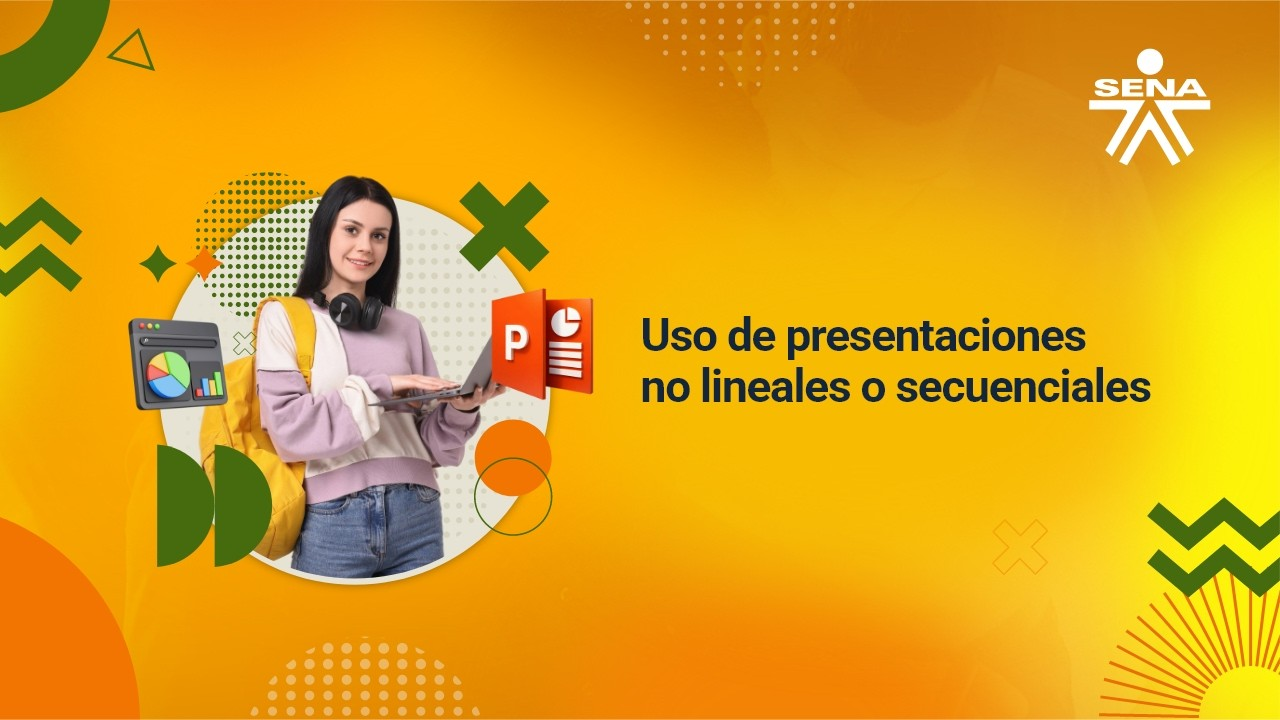 SENA
P
Uso de presentaciones
no lineales o secuenciales